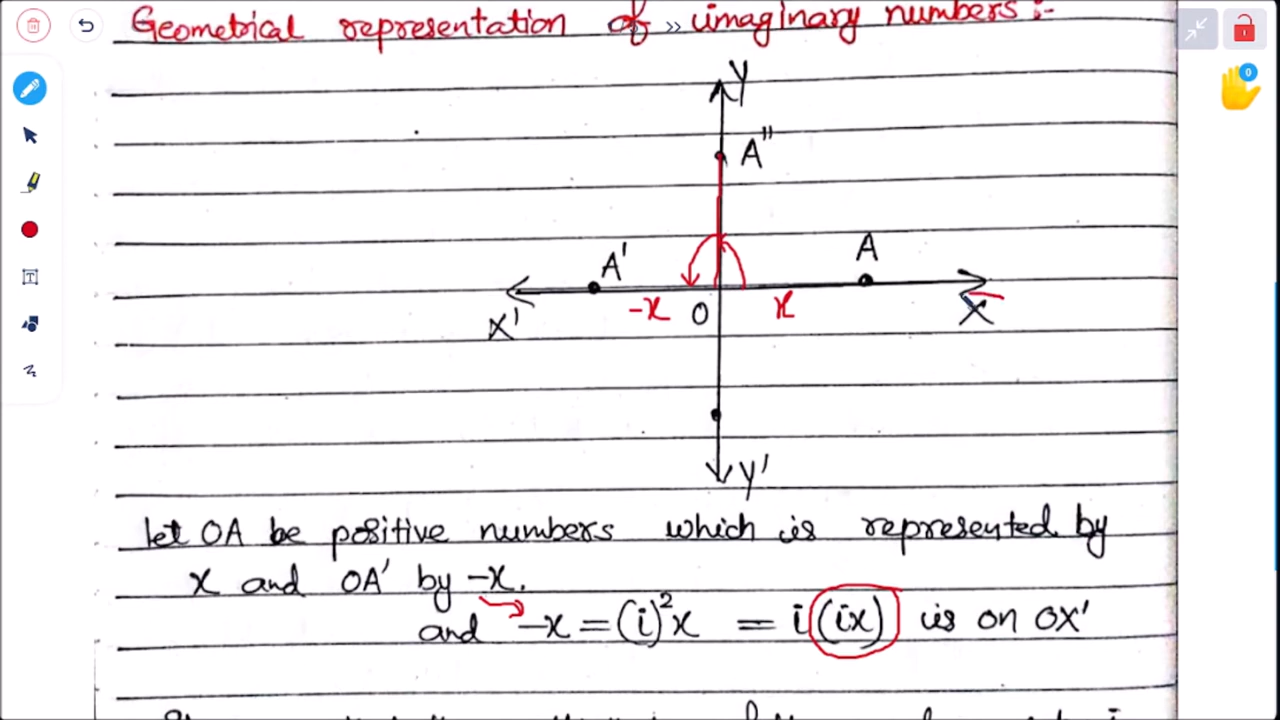 Geometrical representation of » imaginary numbers :-
0
Y
A"
A' A
-x O x
X' X
Y'
let OA be positive numbers which is represented by
x and OA' by -x.
and -x = (i)²x = i(ix) is on OX'